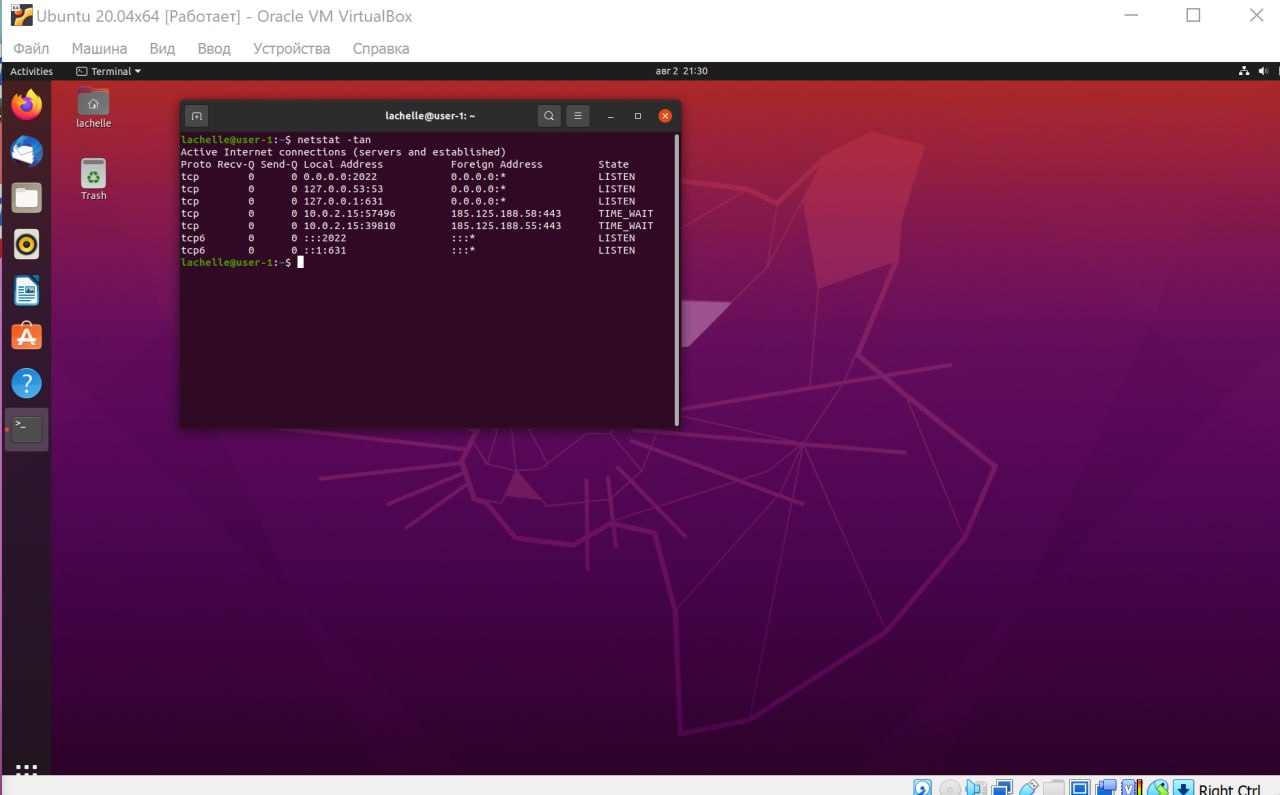 Ubuntu 20.04x64 [Работает] - Oracle VM VirtualBox
Файл Машина Вид Ввод Устройства Справка
Activities Terminal авг 2 21:30
lachelle
Trash
lachelle@user-1: ~
lachelle@user-1:~$ netstat -tan
Active Internet connections (servers and established)
Proto Recv-Q Send-Q Local Address Foreign Address State
tcp 0 0 0.0.0.0:2022 0.0.0.0:* LISTEN
tcp 0 0 127.0.0.53:53 0.0.0.0:* LISTEN
tcp 0 0 127.0.0.1:631 0.0.0.0:* LISTEN
tcp 0 0 10.0.2.15:57496 185.125.188.58:443 TIME_WAIT
tcp 0 0 10.0.2.15:39810 185.125.188.55:443 TIME_WAIT
tcp6 0 0 :::2022 :::* LISTEN
tcp6 0 0 ::1:631 :::* LISTEN
lachelle@user-1:~$
Right Ctrl